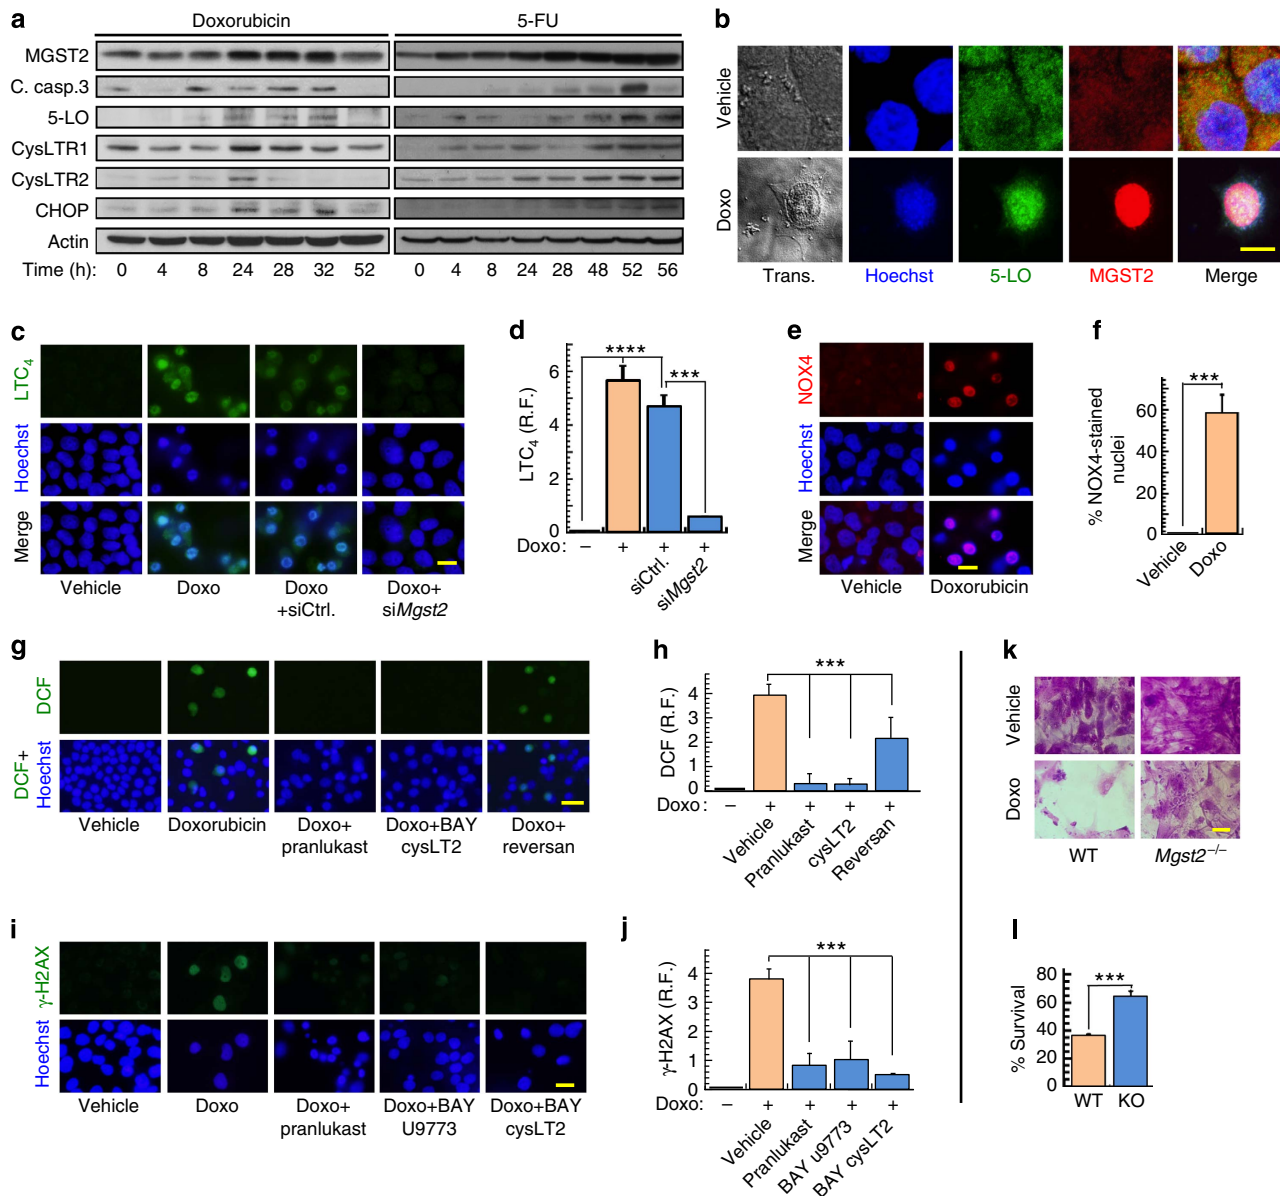 a
Doxorubicin
5-FU
MGST2
C. casp.3
5-LO
CysLTR1
CysLTR2
CHOP
Actin
Time (h): 0 4 8 24 28 32 52 0 4 8 24 28 48 52 56
b
Vehicle
Doxo
Trans. Hoechst 5-LO MGST2 Merge
c
LTC4
Hoechst
Merge
Vehicle Doxo Doxo +siCtrl. Doxo+ siMgst2
d
LTC4 (R.F.)
6
4
2
0
****
***
Doxo: – + + +
siCtrl.
siMgst2
e
NOX4
Hoechst
Merge
Vehicle Doxorubicin
f
% NOX4-stained nuclei
60
40
20
0
***
Vehicle
Doxo
g
DCF
DCF+ Hoechst
Vehicle Doxorubicin Doxo+ pranlukast Doxo+BAY cysLT2 Doxo+ reversan
h
DCF (R.F.)
4
3
2
1
0
***
Doxo: – + + + +
Vehicle
Pranlukast
cysLT2
Reversan
i
γ-H2AX
Hoechst
Vehicle Doxo Doxo+ pranlukast Doxo+BAY U9773 Doxo+BAY cysLT2
j
γ-H2AX (R.F.)
4
3
2
1
0
***
Doxo: – + + + +
Vehicle
Pranlukast
BAY u9773
BAY cysLT2
k
Vehicle
Doxo
WT Mgst2–/–
l
% Survival
80
60
40
20
0
***
WT KO